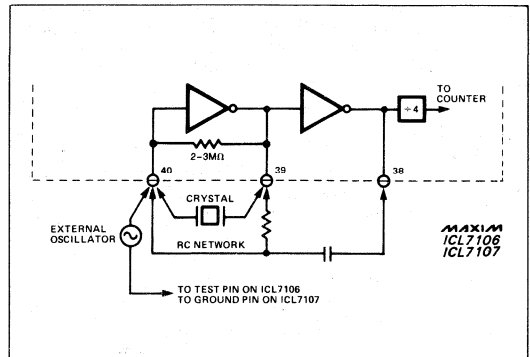 TO
COUNTER
÷4
2-3MΩ
40
39
38
CRYSTAL
EXTERNAL
OSCILLATOR
RC NETWORK
MAXIM
ICL7106
ICL7107
TO TEST PIN ON ICL7106
TO GROUND PIN ON ICL7107